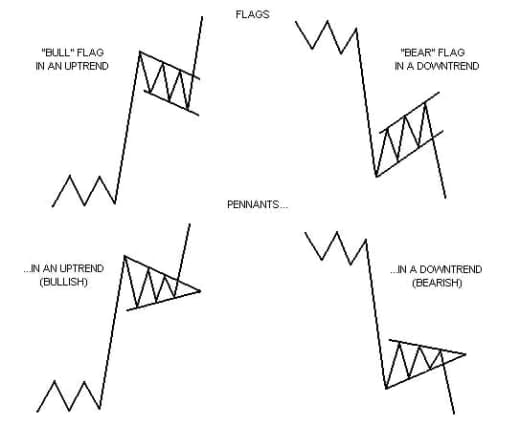 FLAGS
"BULL" FLAG
IN AN UPTREND
"BEAR" FLAG
IN A DOWNTREND
PENNANTS...
...IN AN UPTREND
(BULLISH)
...IN A DOWNTREND
(BEARISH)